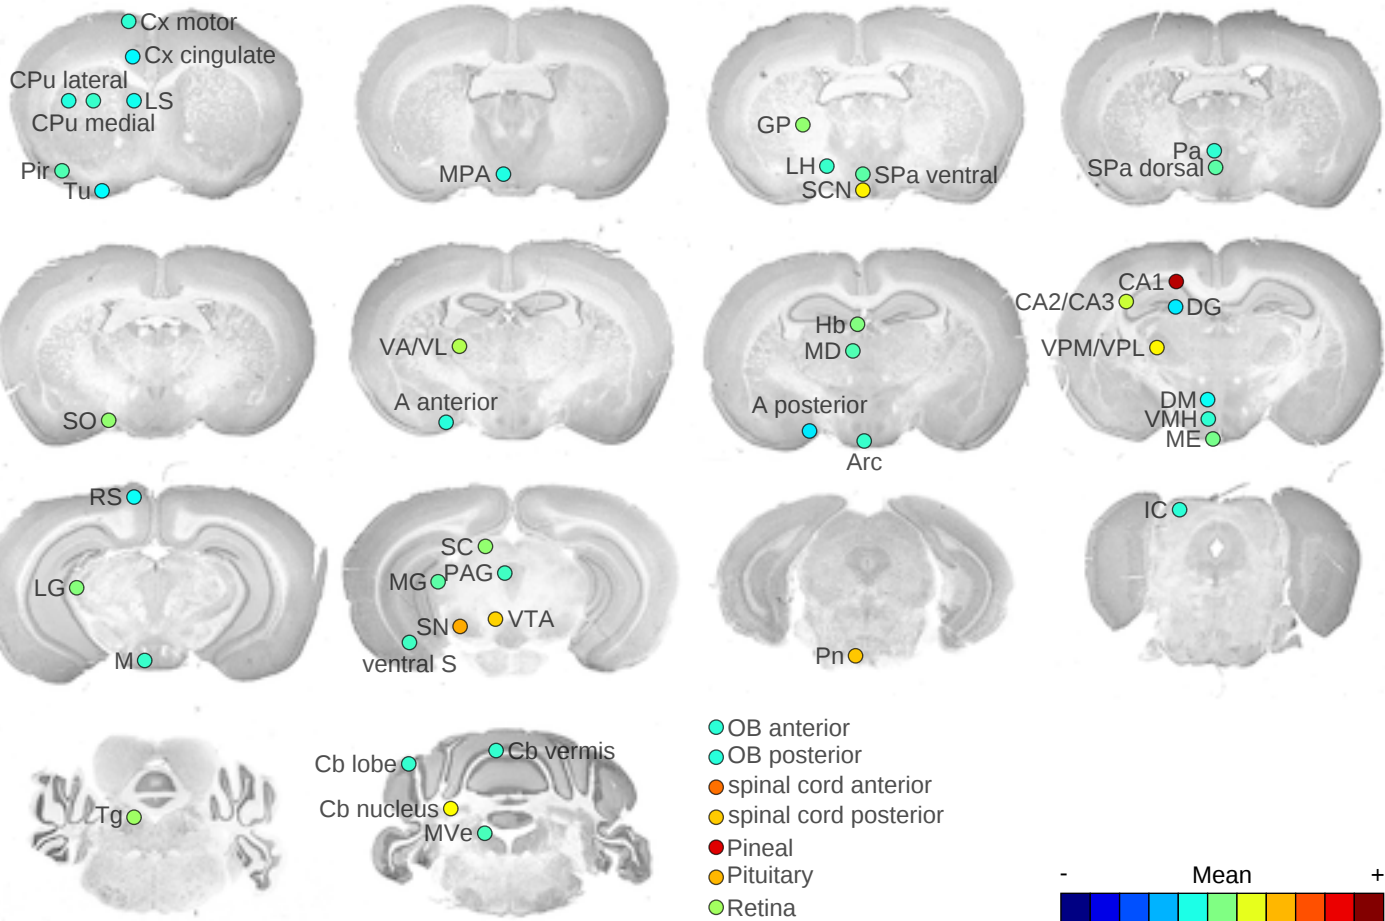 Cx motor
Cx cingulate
CPu lateral
LS
CPu medial
Pir
Tu
MPA
GP
LH
SPa ventral
SCN
Pa
SPa dorsal
SO
VA/VL
A anterior
Hb
MD
A posterior
Arc
CA1
CA2/CA3
DG
VPM/VPL
DM
VMH
ME
RS
LG
M
SC
MG
PAG
SN
VTA
ventral S
Pn
IC
Tg
Cb lobe
Cb vermis
Cb nucleus
MVe
OB anterior
OB posterior
spinal cord anterior
spinal cord posterior
Pineal
Pituitary
Retina
- Mean +